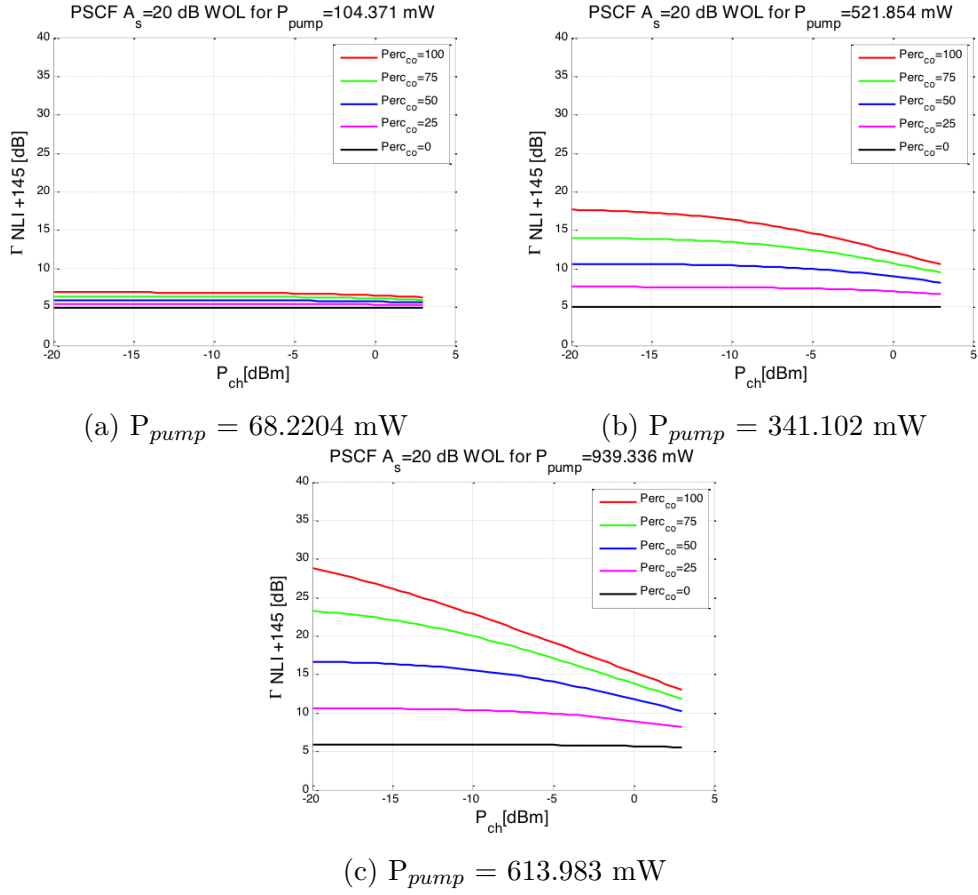 PSCF A_s=20 dB WOL for P_pump=104.371 mW
40
35
30
25
20
15
10
5
0
-20
-15
-10
-5
0
5
Γ NLI +145 [dB]
P_ch[dBm]
Perc_co=100
Perc_co=75
Perc_co=50
Perc_co=25
Perc_co=0
(a) P_pump = 68.2204 mW
PSCF A_s=20 dB WOL for P_pump=521.854 mW
40
35
30
25
20
15
10
5
0
-20
-15
-10
-5
0
5
Γ NLI +145 [dB]
P_ch[dBm]
Perc_co=100
Perc_co=75
Perc_co=50
Perc_co=25
Perc_co=0
(b) P_pump = 341.102 mW
PSCF A_s=20 dB WOL for P_pump=939.336 mW
40
35
30
25
20
15
10
5
0
-20
-15
-10
-5
0
5
Γ NLI +145 [dB]
P_ch[dBm]
Perc_co=100
Perc_co=75
Perc_co=50
Perc_co=25
Perc_co=0
(c) P_pump = 613.983 mW